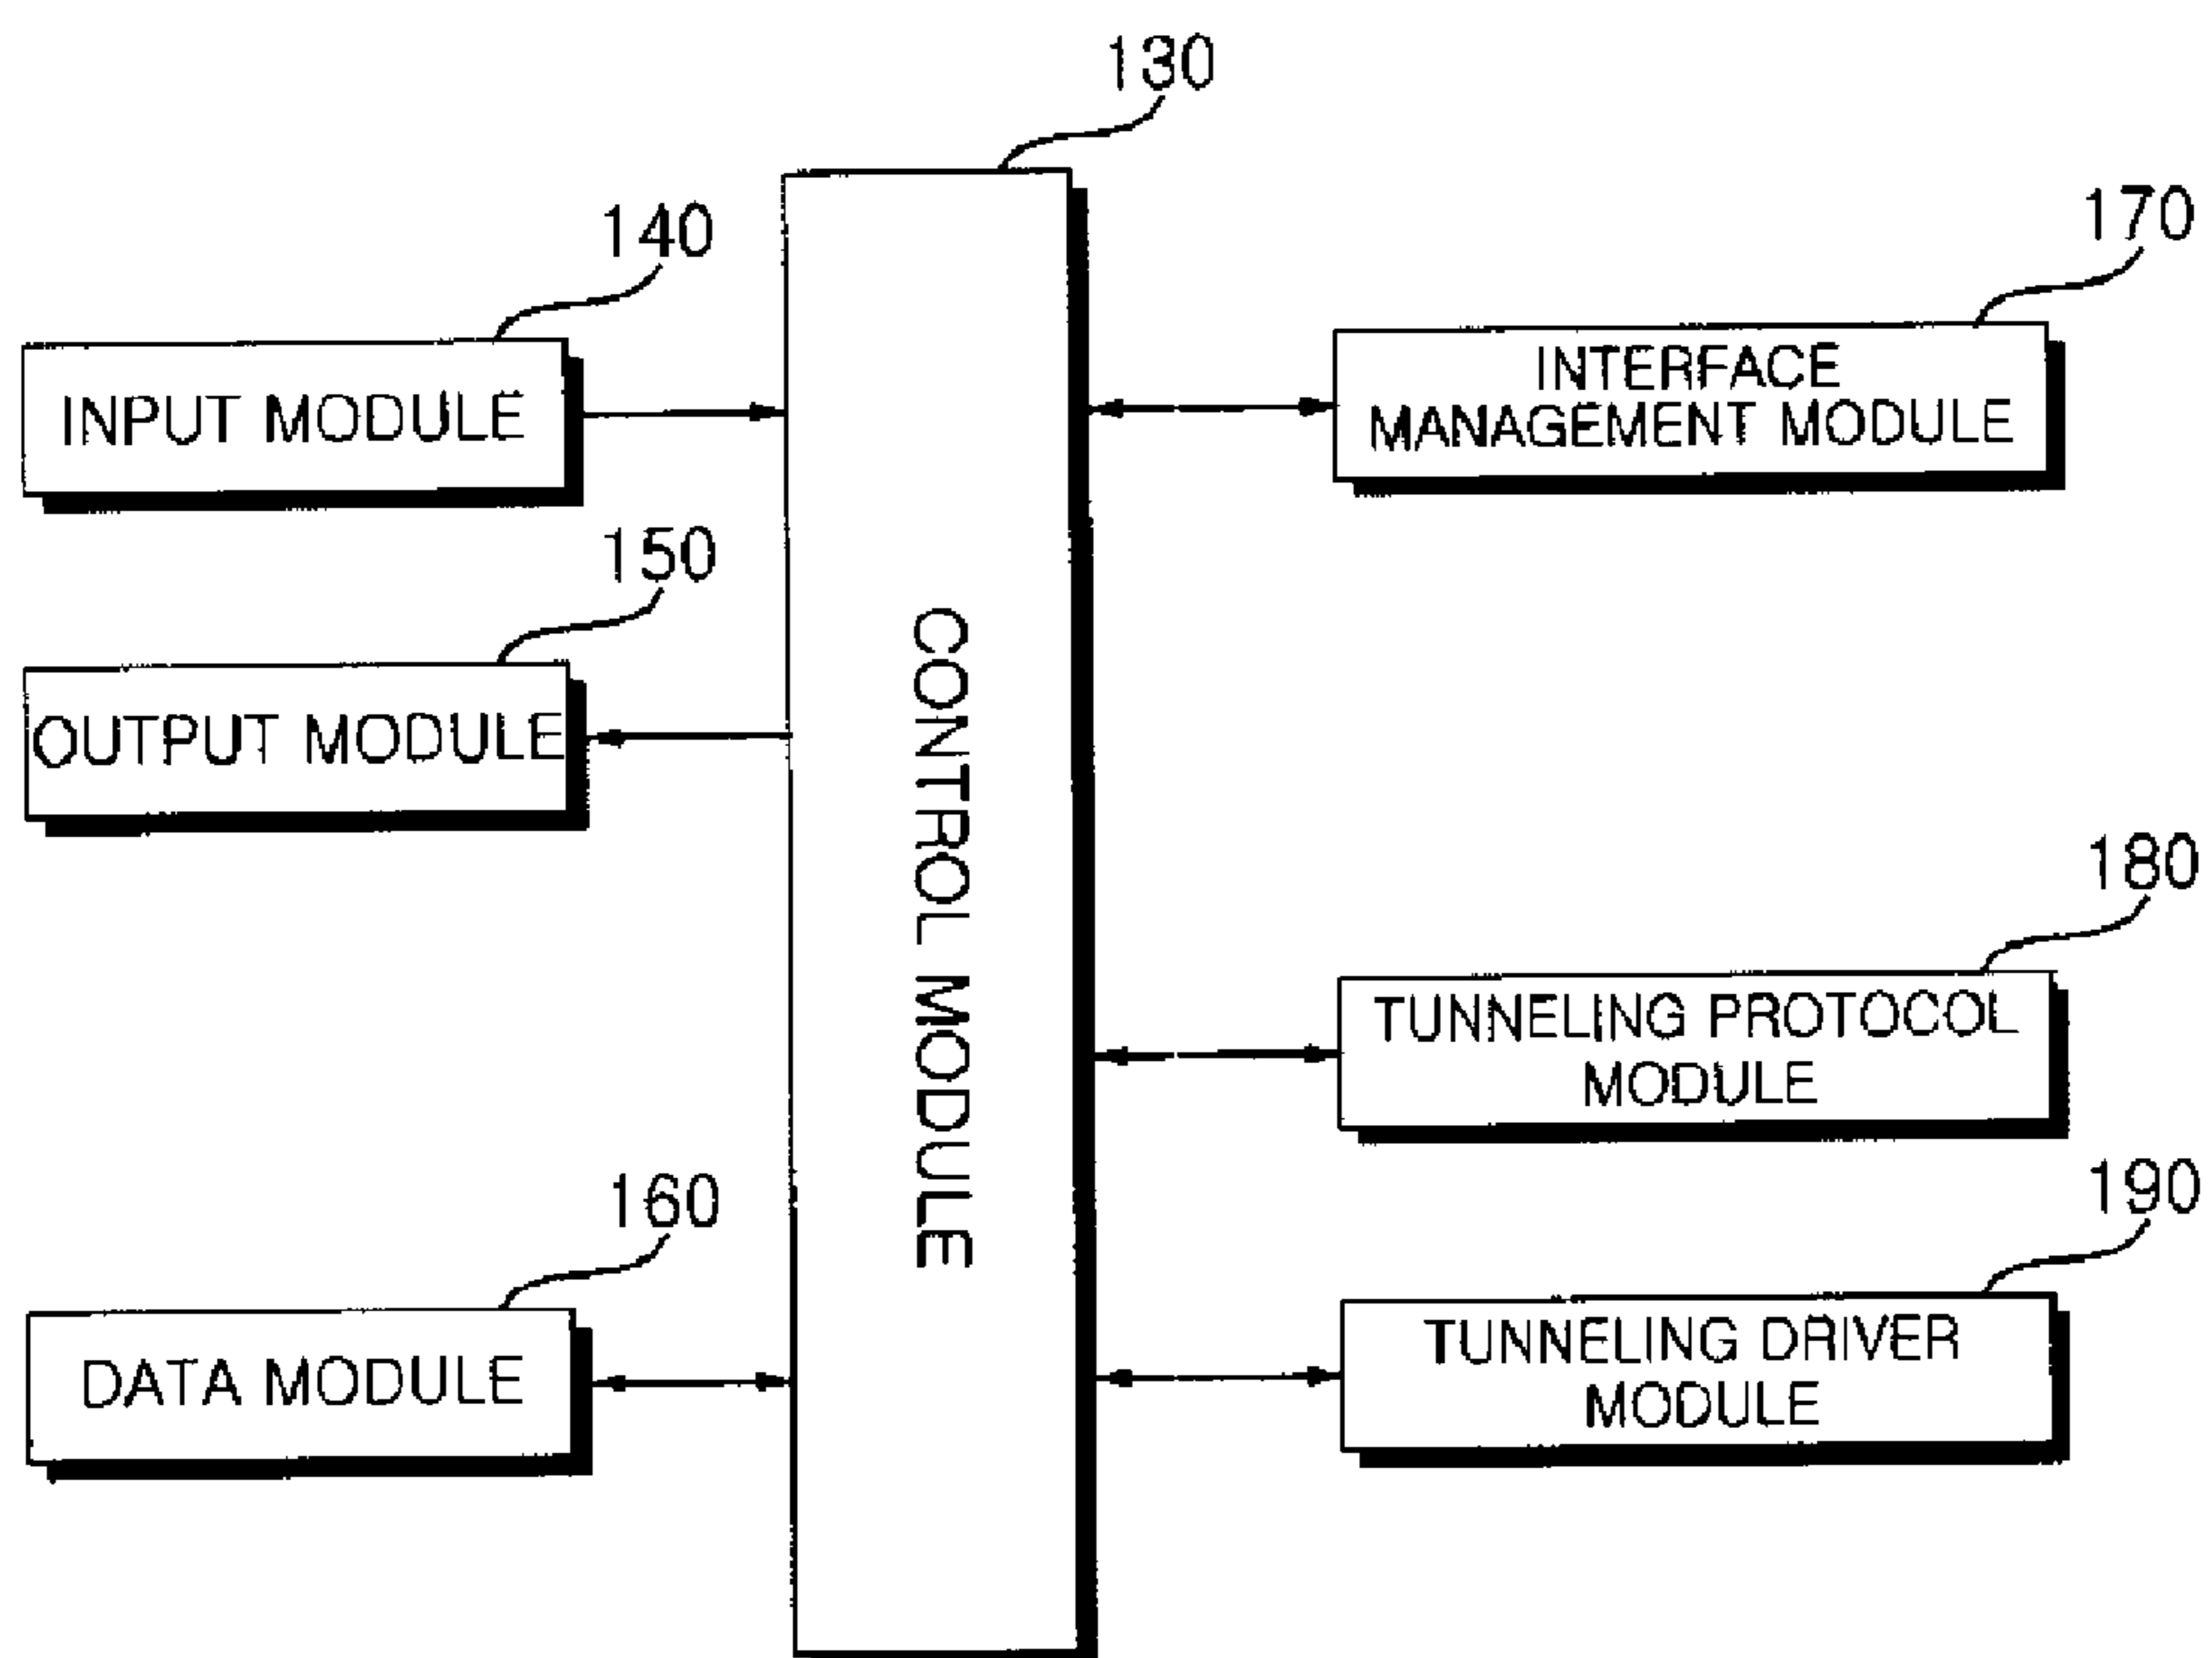 130
140
INPUT MODULE
150
OUTPUT MODULE
160
DATA MODULE
CONTROL MODULE
170
INTERFACE
MANAGEMENT MODULE
180
TUNNELING PROTOCOL
MODULE
190
TUNNELING DRIVER
MODULE